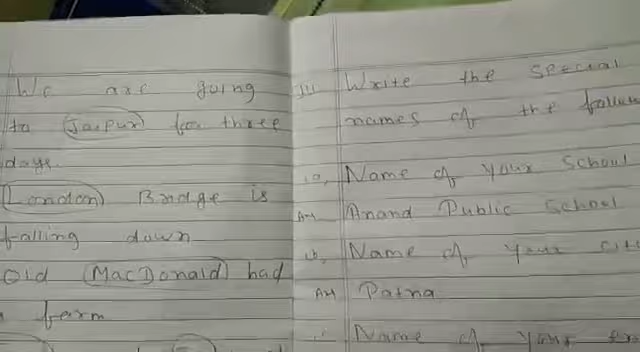 We are going
to Jaipur for three
days.
London Bridge is
falling down
Old MacDonald had
farm
III Write the special
names of the
Name of your School
Ans Anand Public School
Name of your
Ans Patna
Name of your